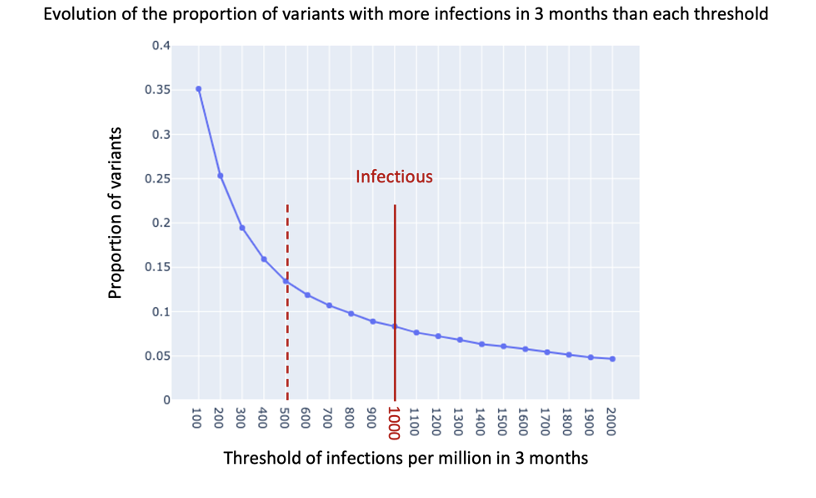 Evolution of the proportion of variants with more infections in 3 months than each threshold
Proportion of variants
0.4
0.35
0.3
0.25
0.2
0.15
0.1
0.05
0
Infectious
100 200 300 400 500 600 700 800 900 1000 1100 1200 1300 1400 1500 1600 1700 1800 1900 2000
Threshold of infections per million in 3 months